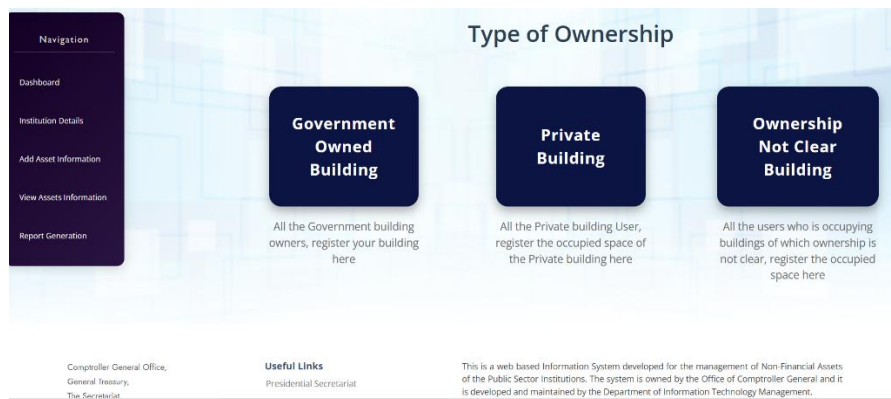 Navigation
Dashboard
Institution Details
Add Asset Information
View Assets Information
Report Generation
Type of Ownership
Government
Owned
Building
All the Government building
owners, register your building
here
Private
Building
All the Private building User,
register the occupied space of
the Private building here
Ownership
Not Clear
Building
All the users who is occupying
buildings of which ownership is
not clear, register the occupied
space here
Comptroller General Office,
General Treasury,
The Secretariat
Useful Links
Presidential Secretariat
This is a web based Information System developed for the management of Non-Financial Assets
of the Public Sector Institutions. The system is owned by the Office of Comptroller General and it
is developed and maintained by the Department of Information Technology Management.